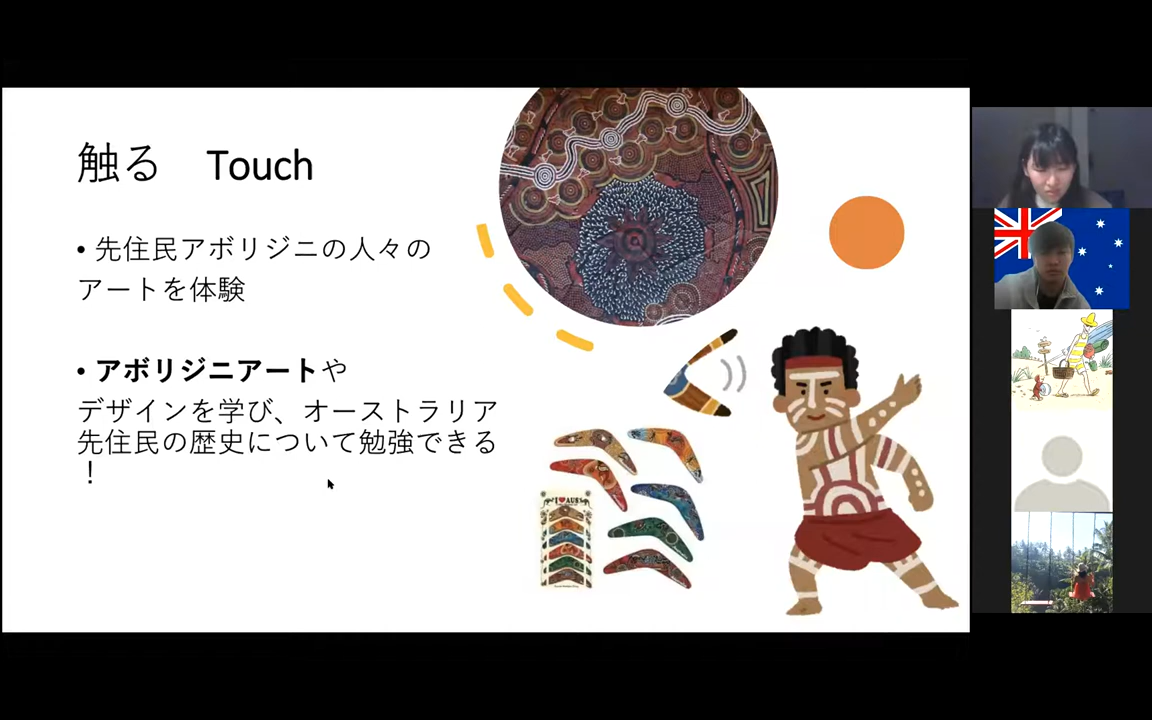 触る　Touch
• 先住民アボリジニの人々の
アートを体験
• アボリジニアートや
デザインを学び、オーストラリア
先住民の歴史について勉強できる
！
I ♥ AUS